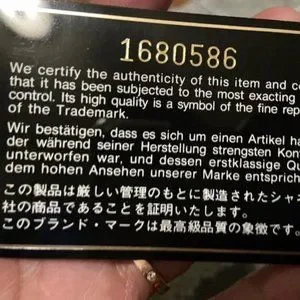 1680586
We certify the authenticity of this item and
that it has been subjected to the most exacting
control. Its high quality is a symbol of the fine
of the Trademark.
Wir bestätigen, dass es sich um einen Artikel
der während seiner Herstellung strengsten
unterworfen war, und dessen erstklassige
dem hohen Ansehen unserer Marke
この製品は厳しい管理のもとに製造された
社の商品であることを証明いたします。
このブランド・マークは最高級品質の象徴です。